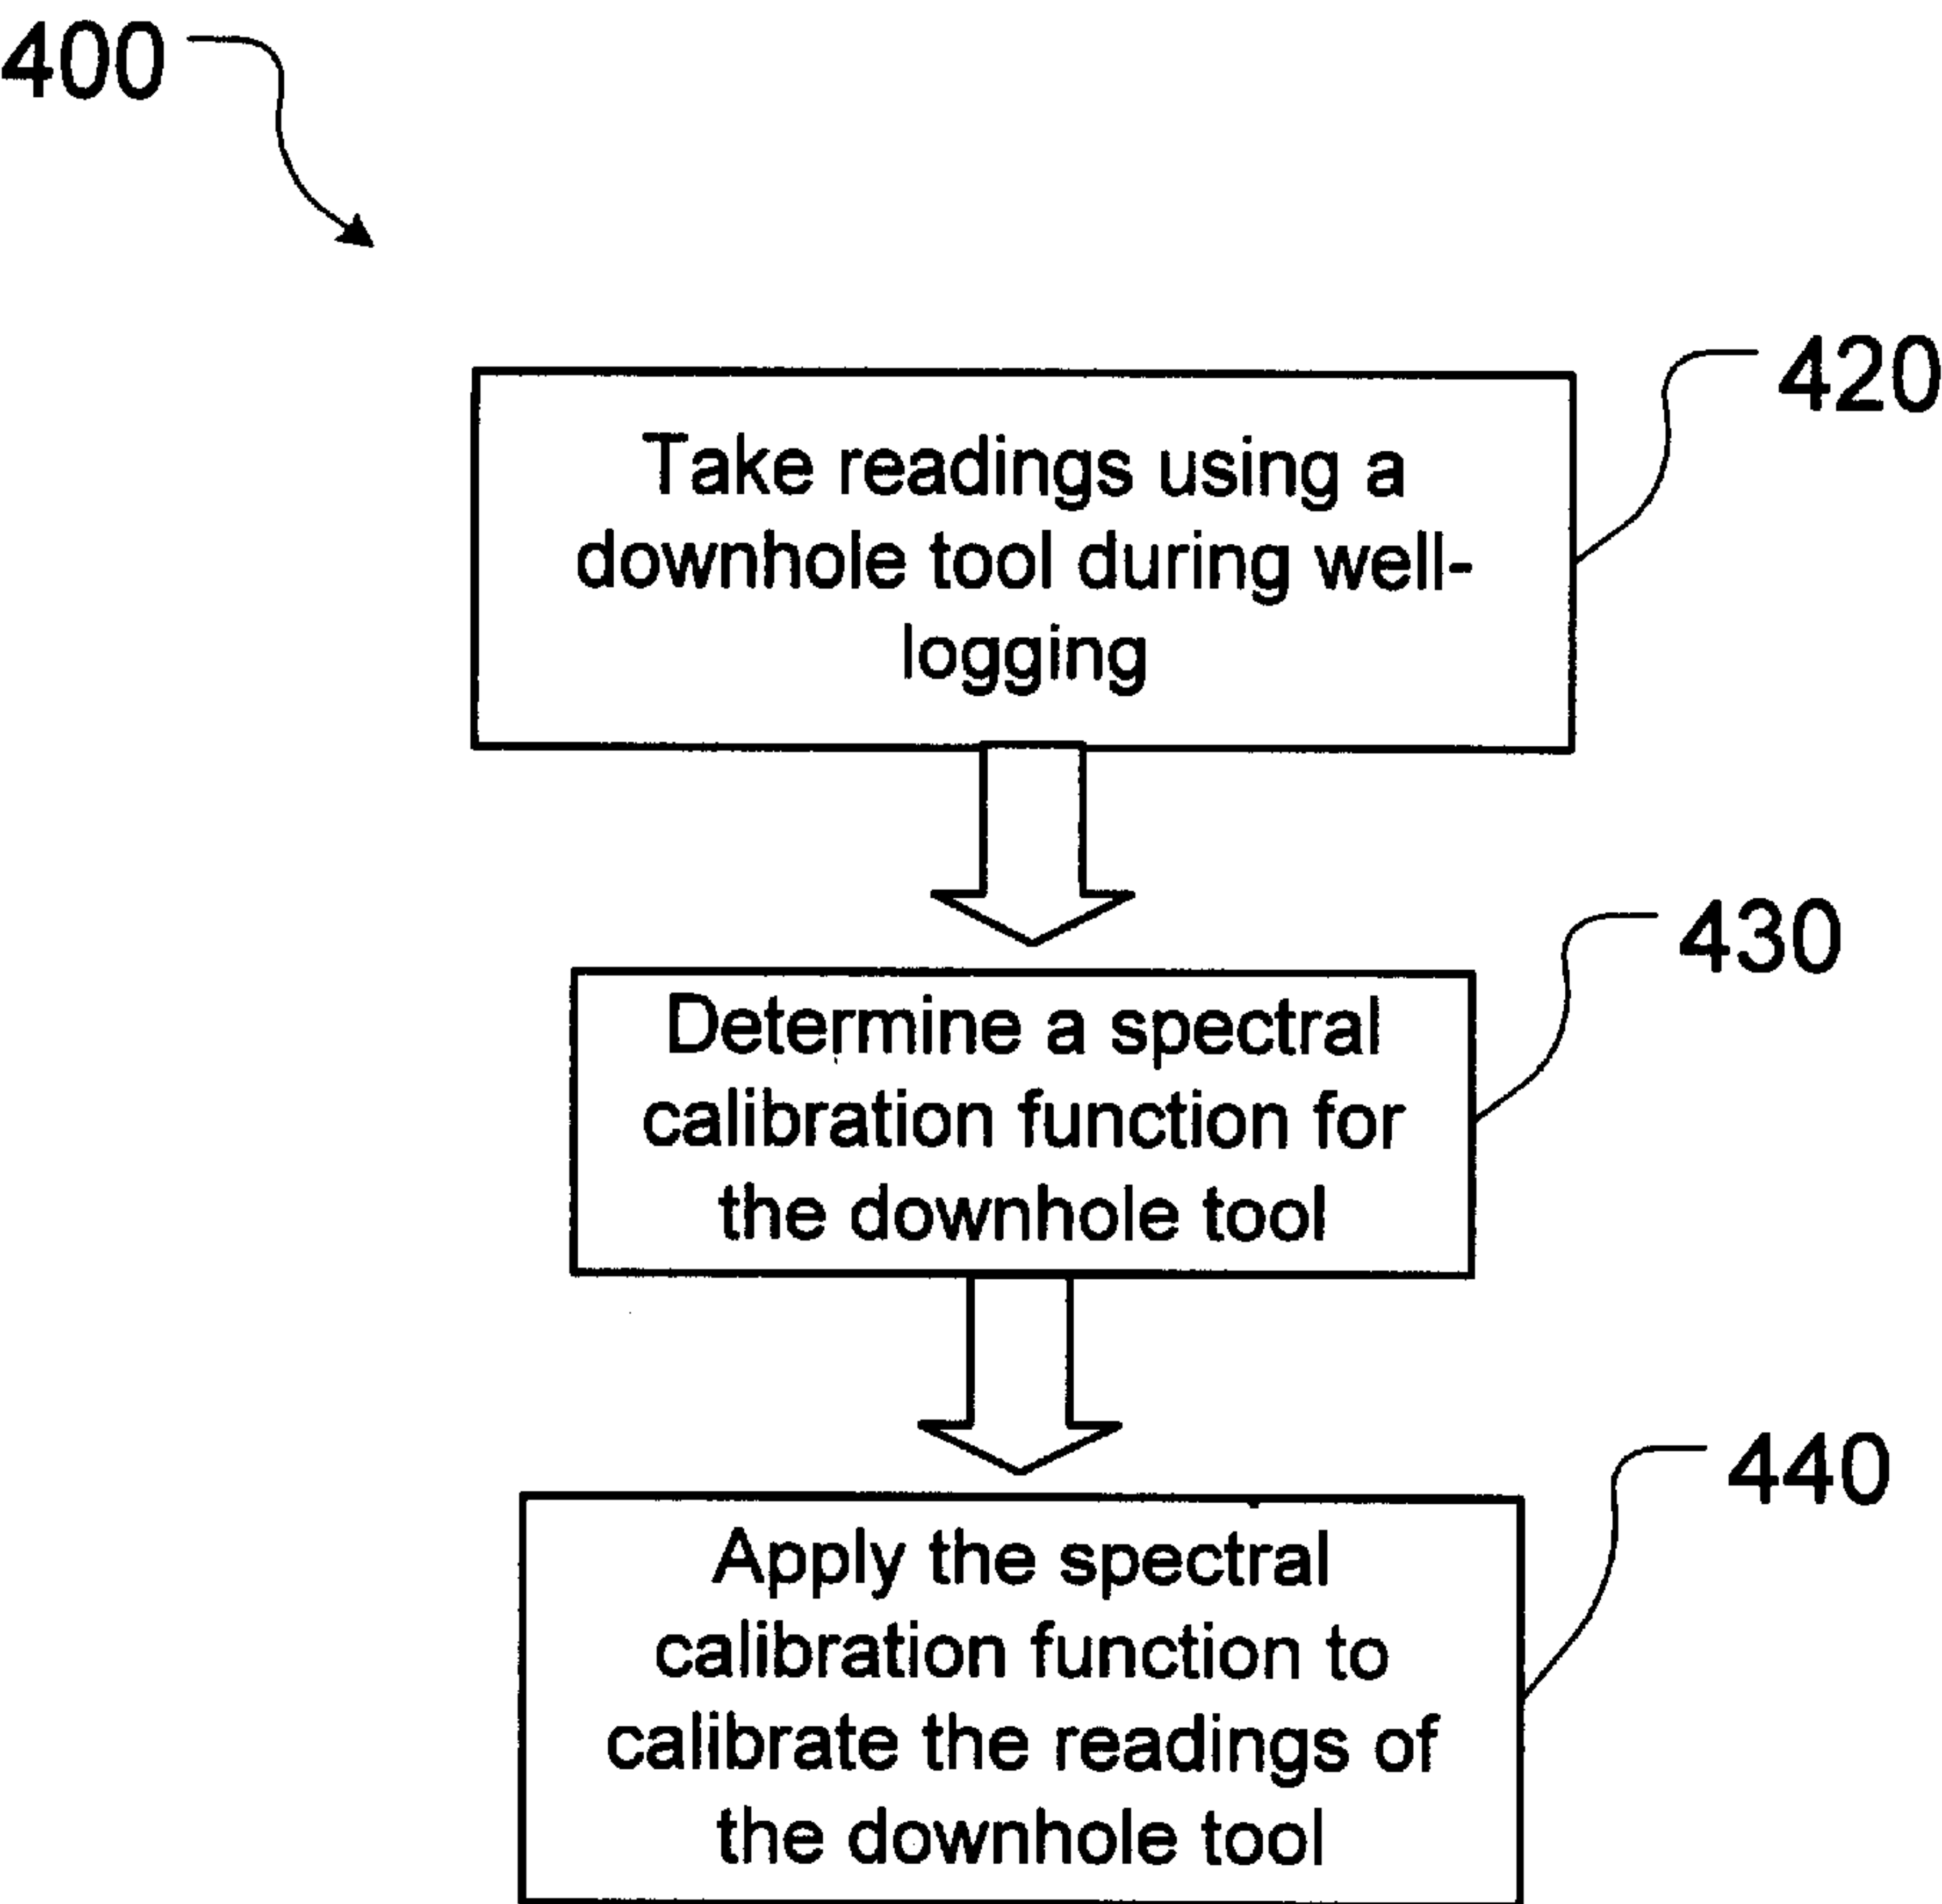 400
420
Take readings using a
downhole tool during well-
logging
430
Determine a spectral
calibration function for
the downhole tool
440
Apply the spectral
calibration function to
calibrate the readings of
the downhole tool